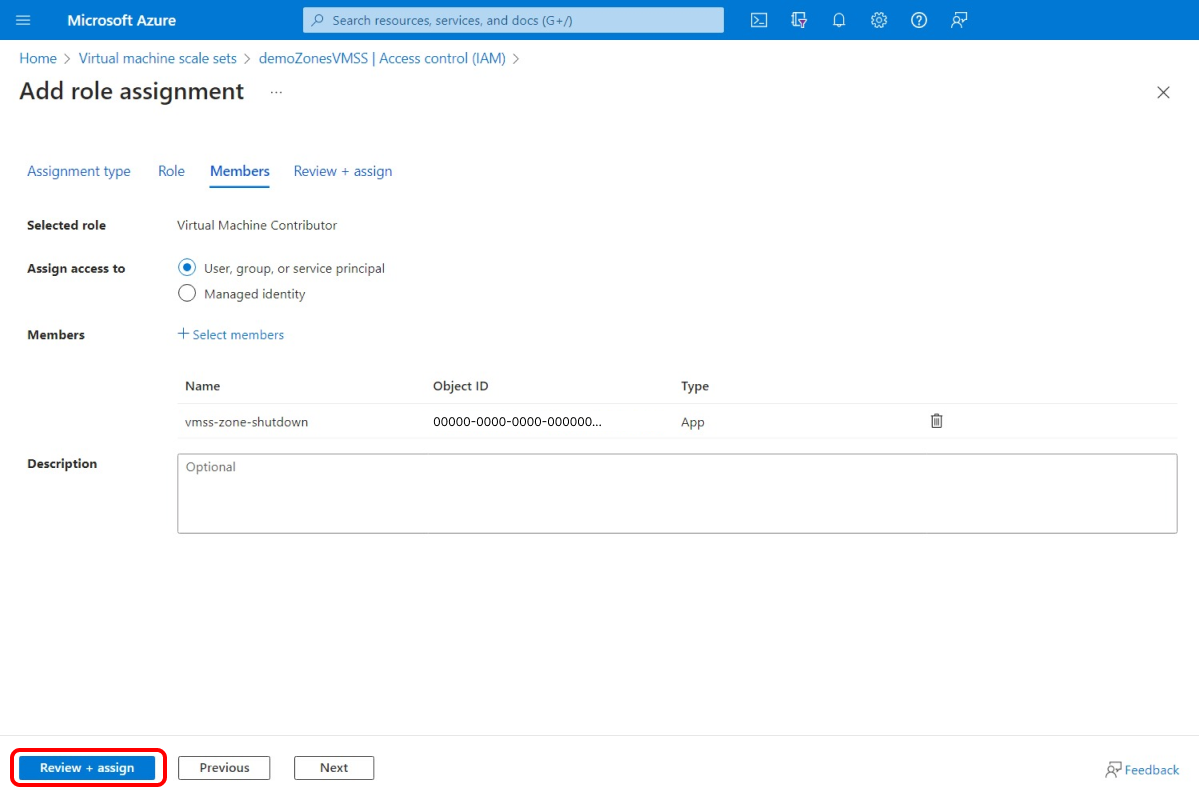 Microsoft Azure
Search resources, services, and docs (G+/)
Home > Virtual machine scale sets > demoZonesVMSS | Access control (IAM) >
Add role assignment ...
Assignment type Role Members Review + assign
Selected role Virtual Machine Contributor
Assign access to User, group, or service principal
Managed identity
Members + Select members
Name Object ID Type
vmss-zone-shutdown 00000-0000-0000-000000... App
Description Optional
Review + assign Previous Next Feedback